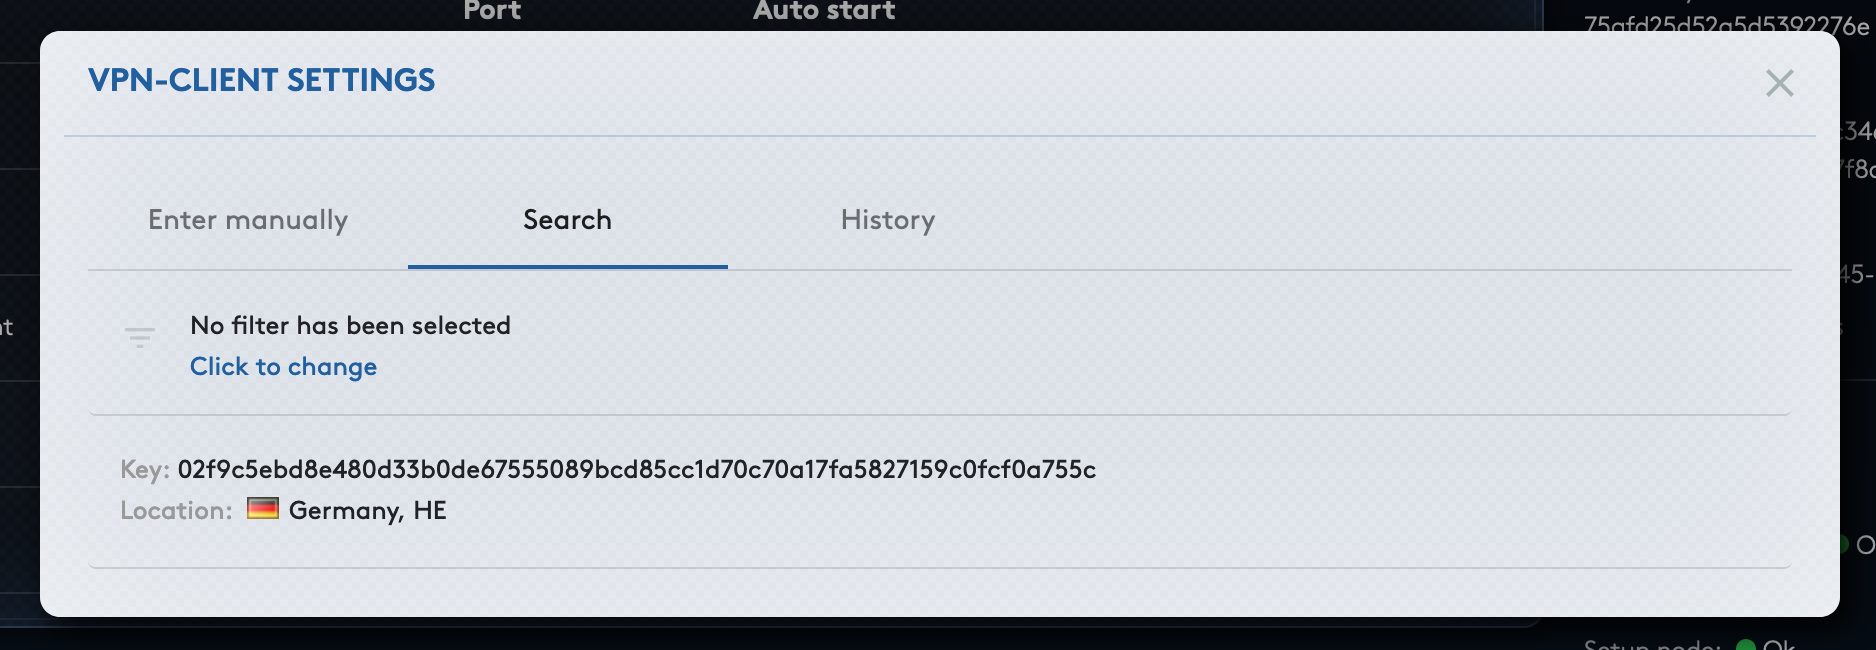 Port Auto start
75afd25d52a5d5392276e
VPN-CLIENT SETTINGS
Enter manually Search History
No filter has been selected
Click to change
Key: 02f9c5ebd8e480d33b0de67555089bcd85cc1d70c70a17fa5827159c0fcf0a755c
Location: Germany, HE
Setup node: Ok